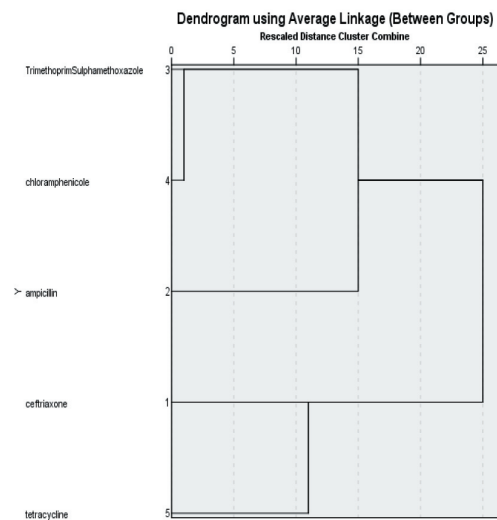 Dendrogram using Average Linkage (Between Groups)
Rescaled Distance Cluster Combine
0 5 10 15 20 25
TrimethoprimSulphamethoxazole 3
chloramphenicole 4
Y
ampicillin 2
ceftriaxone 1
tetracycline 5